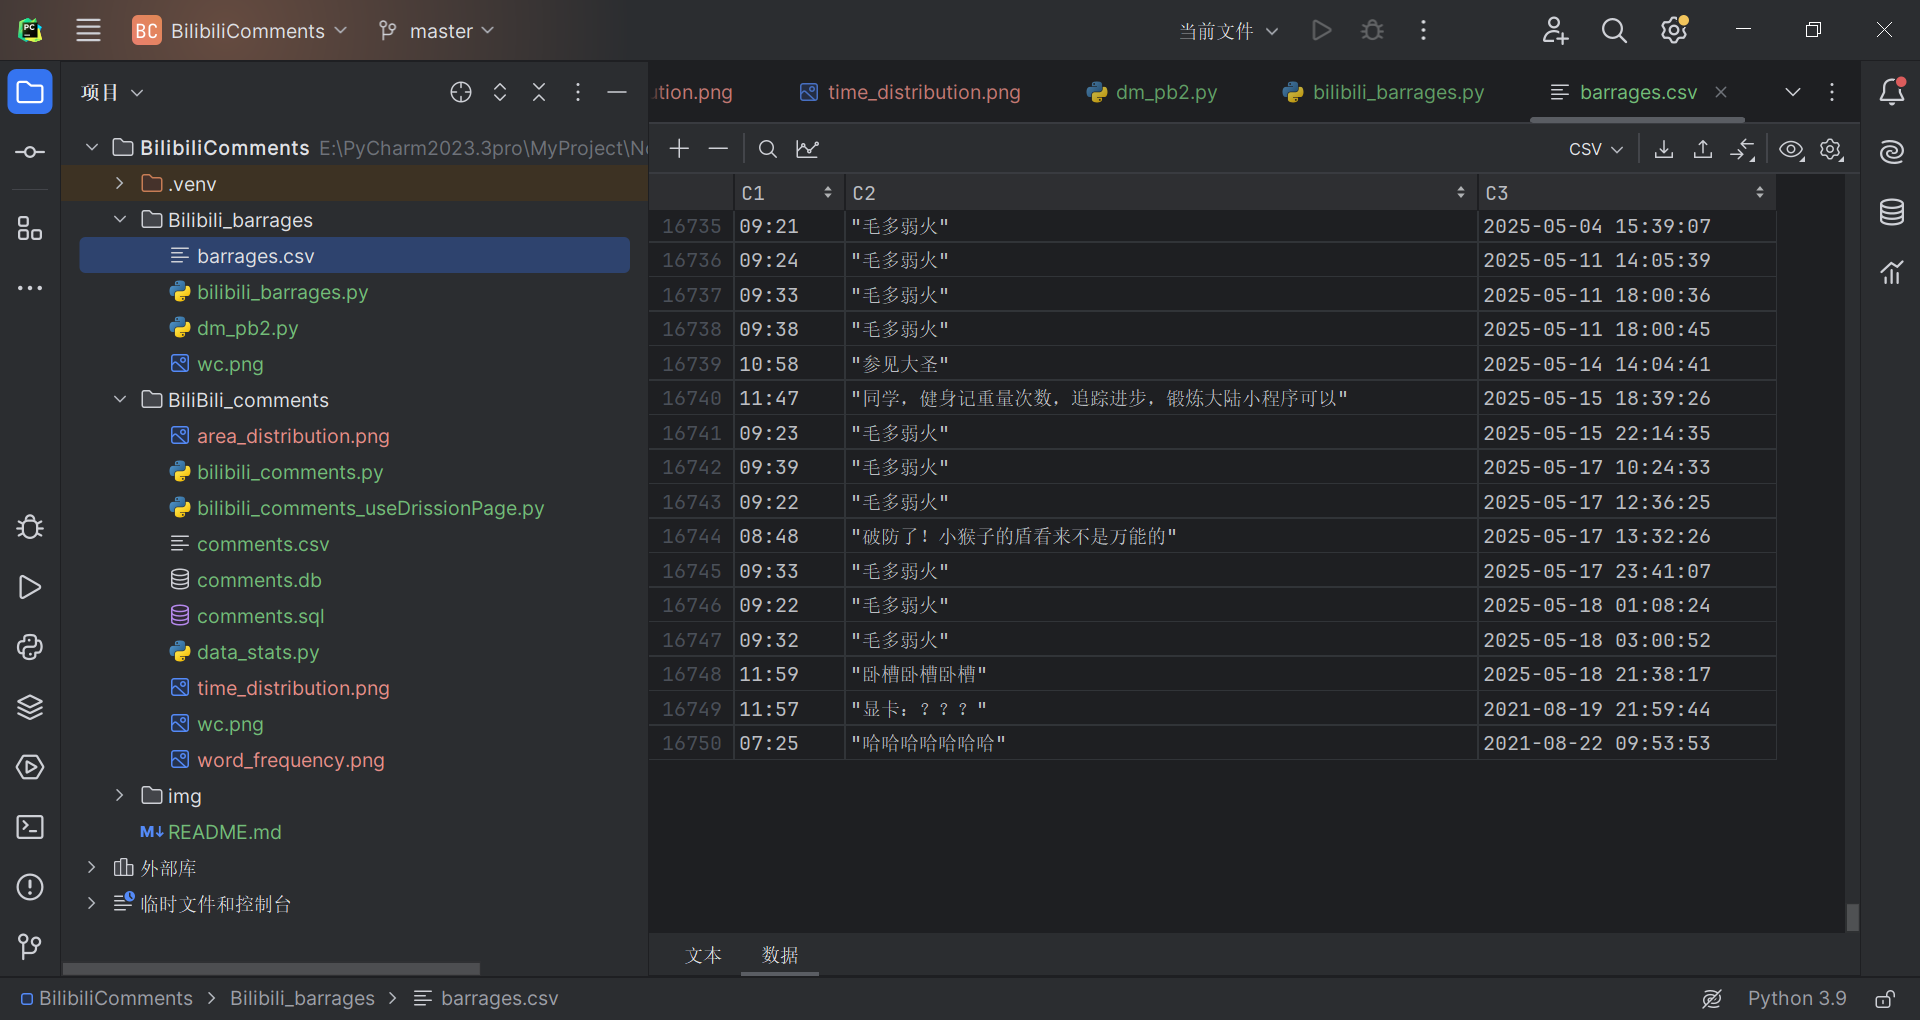 PC
BC BilibiliComments master
当前文件
项目
BilibiliComments E:\PyCharm2023.3pro\MyProject\N
.venv
Bilibili_barrages
barrages.csv
bilibili_barrages.py
dm_pb2.py
wc.png
BiliBili_comments
area_distribution.png
bilibili_comments.py
bilibili_comments_useDrissionPage.py
comments.csv
comments.db
comments.sql
data_stats.py
time_distribution.png
wc.png
word_frequency.png
img
M↓ README.md
外部库
临时文件和控制台
ution.png time_distribution.png dm_pb2.py bilibili_barrages.py barrages.csv
CSV
C1 C2 C3
16735 09:21 "毛多弱火" 2025-05-04 15:39:07
16736 09:24 "毛多弱火" 2025-05-11 14:05:39
16737 09:33 "毛多弱火" 2025-05-11 18:00:36
16738 09:38 "毛多弱火" 2025-05-11 18:00:45
16739 10:58 "参见大圣" 2025-05-14 14:04:41
16740 11:47 "同学，健身记重量次数，追踪进步，锻炼大陆小程序可以" 2025-05-15 18:39:26
16741 09:23 "毛多弱火" 2025-05-15 22:14:35
16742 09:39 "毛多弱火" 2025-05-17 10:24:33
16743 09:22 "毛多弱火" 2025-05-17 12:36:25
16744 08:48 "破防了！小猴子的盾看来不是万能的" 2025-05-17 13:32:26
16745 09:33 "毛多弱火" 2025-05-17 23:41:07
16746 09:22 "毛多弱火" 2025-05-18 01:08:24
16747 09:32 "毛多弱火" 2025-05-18 03:00:52
16748 11:59 "卧槽卧槽卧槽" 2025-05-18 21:38:17
16749 11:57 "显卡：？？？" 2021-08-19 21:59:44
16750 07:25 "哈哈哈哈哈哈哈" 2021-08-22 09:53:53
文本 数据
BilibiliComments > Bilibili_barrages > barrages.csv
Python 3.9